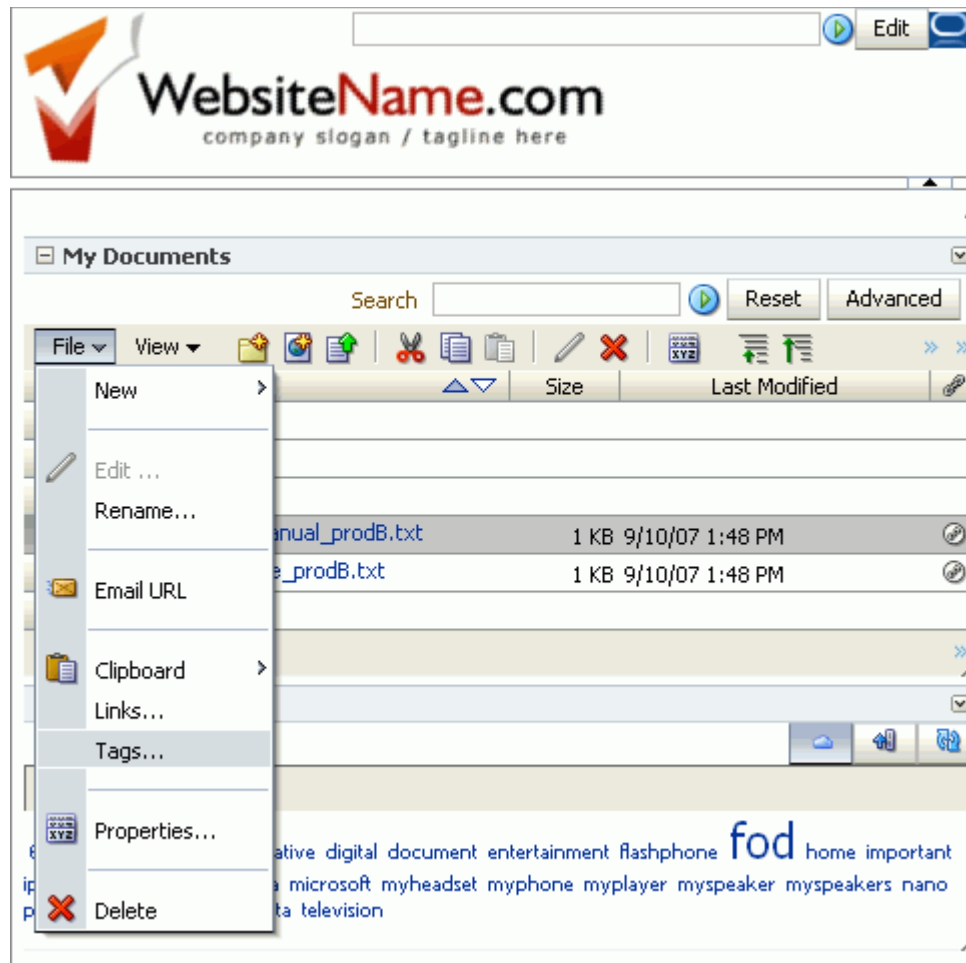 Edit
WebsiteName.com
company slogan / tagline here
My Documents
Search Reset Advanced
File View
New Size Last Modified
Edit ...
Rename...
anual_prodB.txt 1 KB 9/10/07 1:48 PM
e_prodB.txt 1 KB 9/10/07 1:48 PM
Email URL
Clipboard
Links...
Tags...
Properties...
ative digital document entertainment flashphone fod home important
microsoft myheadset myphone myplayer myspeaker myspeakers nano
Delete ta television